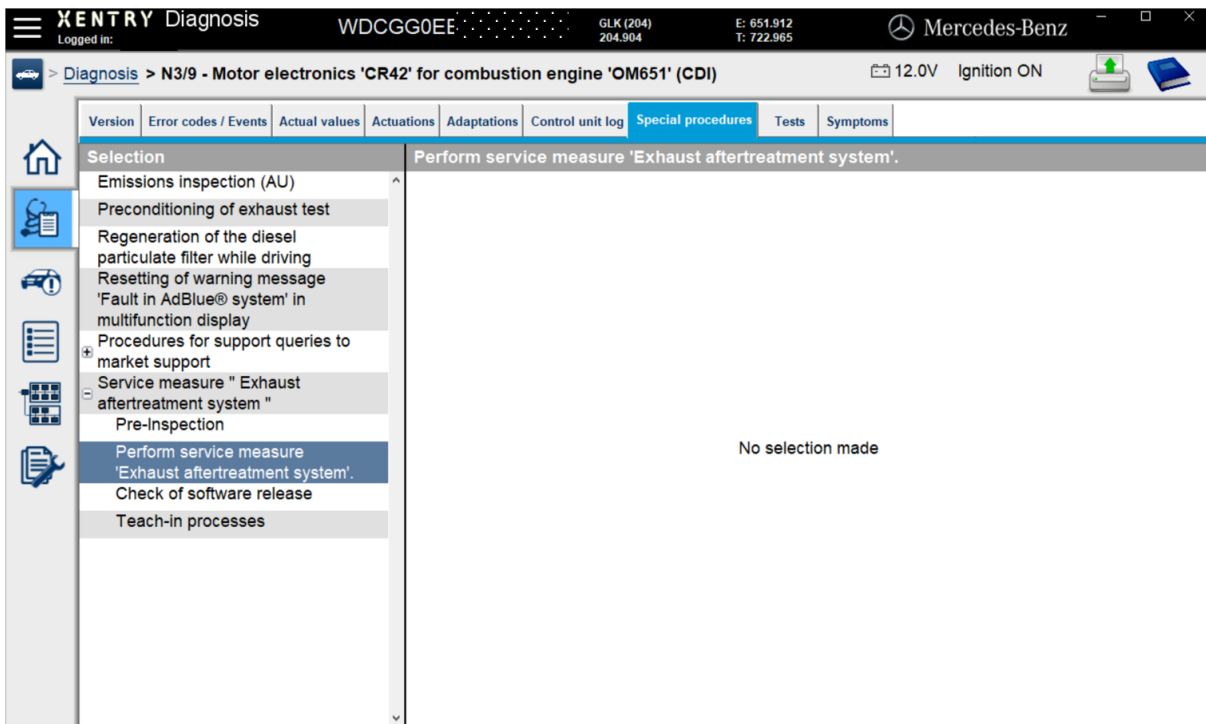 XENTRY Diagnosis
Logged in:
WDCGG0EE
GLK (204)
204.904
E: 651.912
T: 722.965
Mercedes-Benz
> Diagnosis > N3/9 - Motor electronics 'CR42' for combustion engine 'OM651' (CDI)
12.0V
Ignition ON
Version
Error codes / Events
Actual values
Actuations
Adaptations
Control unit log
Special procedures
Tests
Symptoms
Selection
Emissions inspection (AU)
Preconditioning of exhaust test
Regeneration of the diesel
particulate filter while driving
Resetting of warning message
'Fault in AdBlue® system' in
multifunction display
Procedures for support queries to
market support
Service measure " Exhaust
aftertreatment system "
Pre-Inspection
Perform service measure
'Exhaust aftertreatment system'.
Check of software release
Teach-in processes
Perform service measure 'Exhaust aftertreatment system'.
No selection made